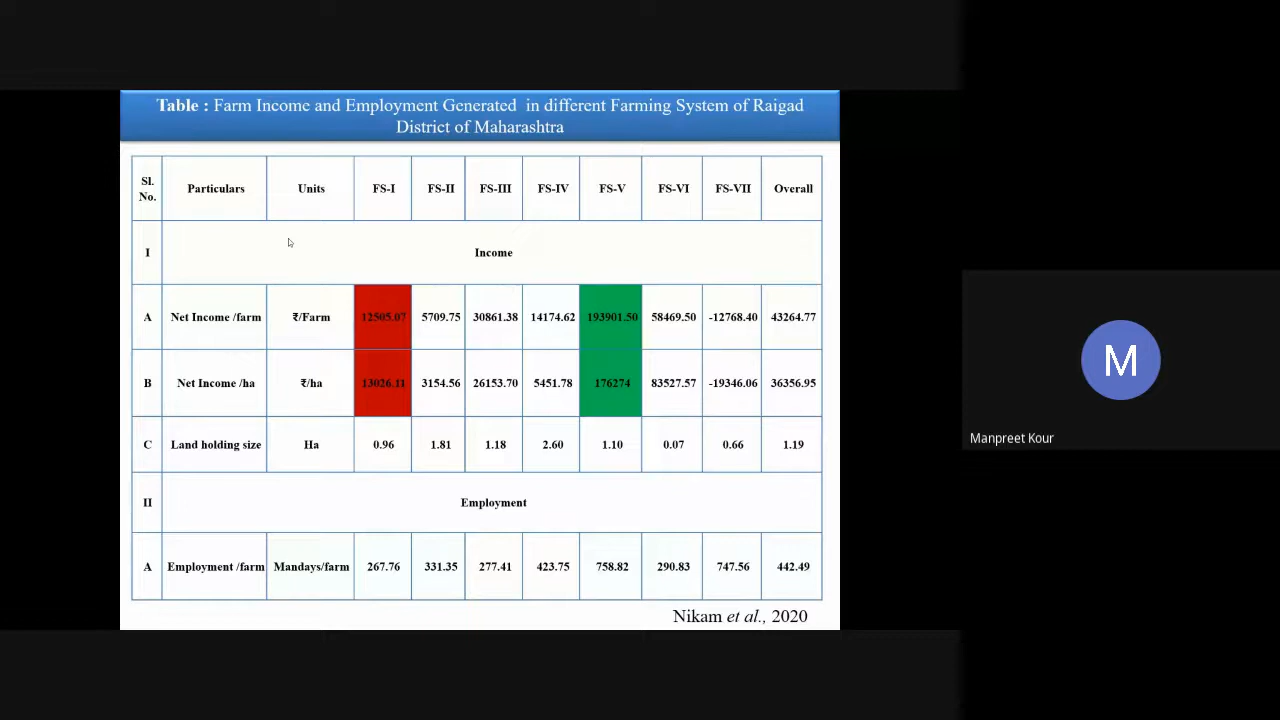 Table : Farm Income and Employment Generated in different Farming System of Raigad
District of Maharashtra
Sl. No. Particulars Units FS-I FS-II FS-III FS-IV FS-V FS-VI FS-VII Overall
I Income
A Net Income /farm ₹/Farm 12505.07 5709.75 30861.38 14174.62 193901.50 58469.50 -12768.40 43264.77
B Net Income /ha ₹/ha 13026.11 3154.56 26153.70 5451.78 176274 83527.57 -19346.06 36356.95
C Land holding size Ha 0.96 1.81 1.18 2.60 1.10 0.07 0.66 1.19
II Employment
A Employment /farm Mandays/farm 267.76 331.35 277.41 423.75 758.82 290.83 747.56 442.49
Nikam et al., 2020
M
Manpreet Kour